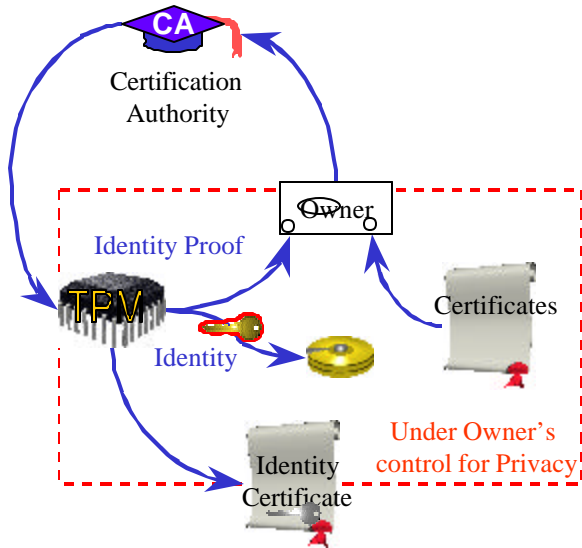 CA
Certification
Authority
Owner
Identity Proof
TPM
Certificates
Identity
Under Owner's
control for Privacy
Identity
Certificate